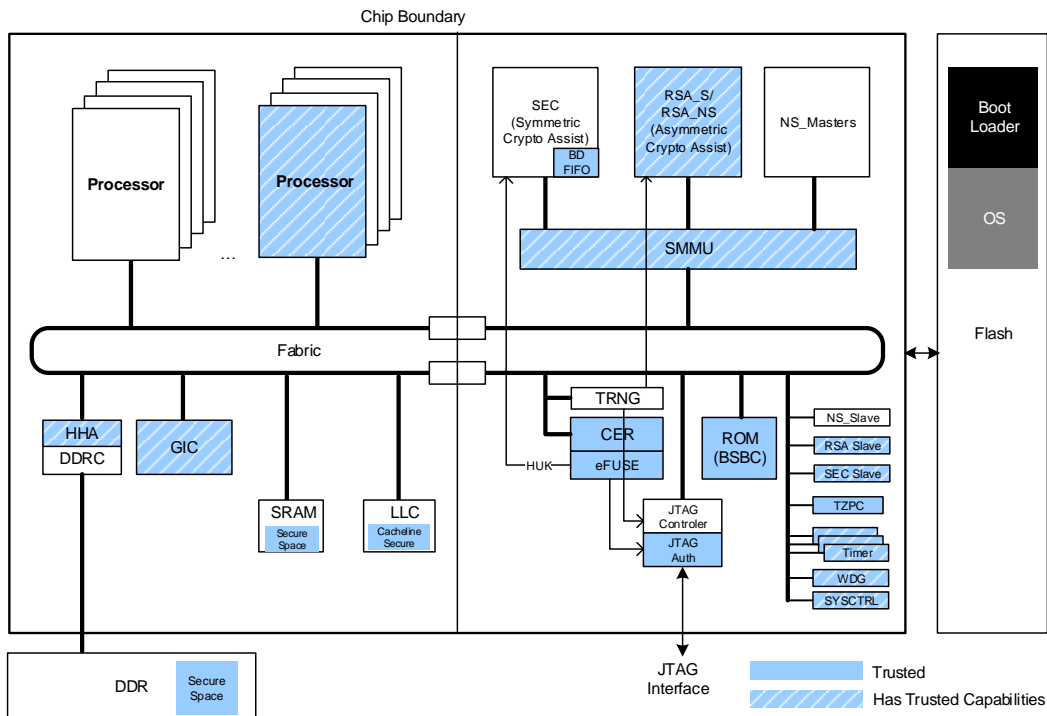 Chip Boundary
Processor
Processor
...
SEC
(Symmetric
Crypto Assist)
BD
FIFO
RSA_S/
RSA_NS
(Asymmetric
Crypto Assist)
NS_Masters
SMMU
Boot
Loader
OS
Flash
Fabric
HHA
DDRC
GIC
SRAM
Secure
Space
LLC
Cacheline
Secure
TRNG
CER
eFUSE
HUK
ROM
(BSBC)
JTAG
Controler
JTAG
Auth
NS_Slave
RSA Slave
SEC Slave
TZPC
Timer
WDG
SYSCTRL
DDR
Secure
Space
JTAG
Interface
Trusted
Has Trusted Capabilities